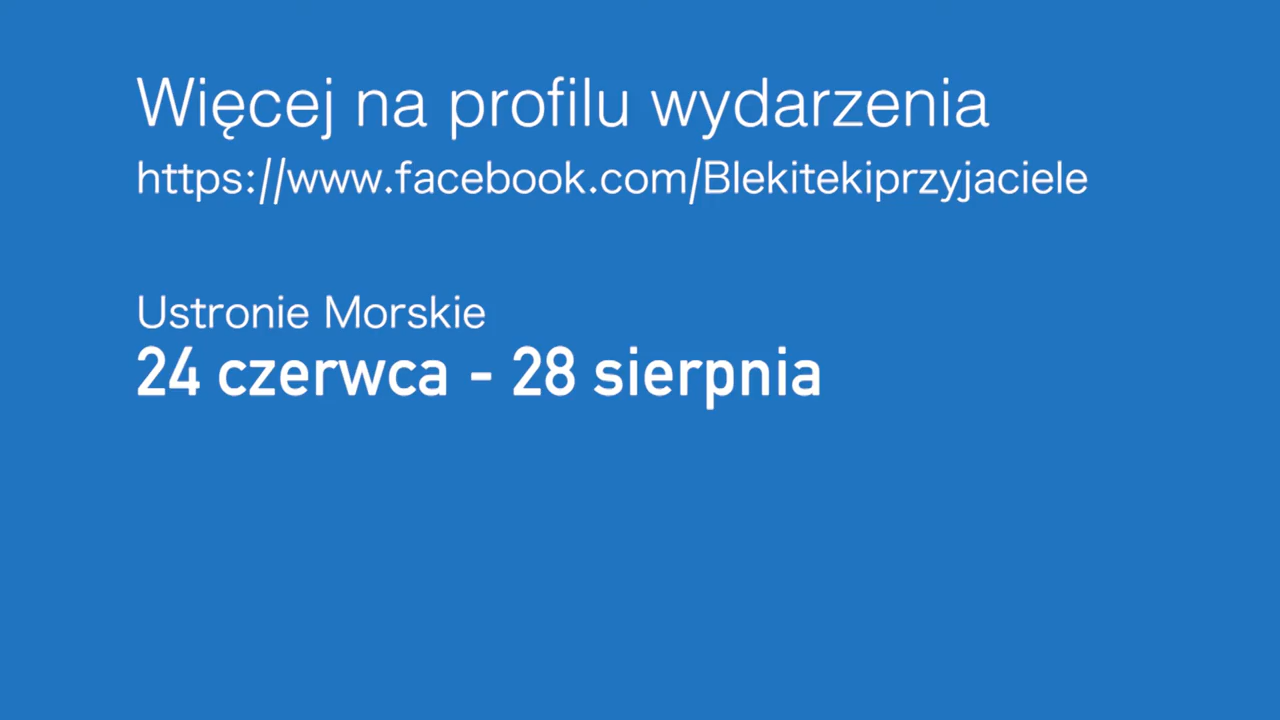 Więcej na profilu wydarzenia
https://www.facebook.com/Blekitekiprzyjaciele
Ustronie Morskie
24 czerwca - 28 sierpnia